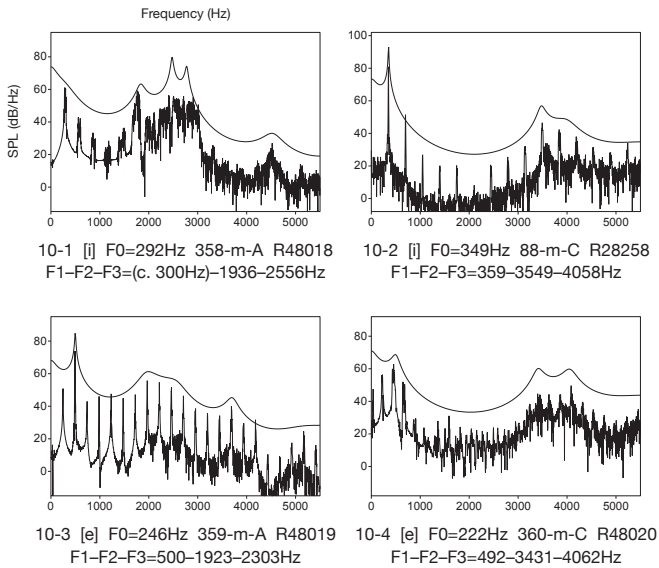 Frequency (Hz)
SPL (dB/Hz)
80
60
40
20
0
0 1000 2000 3000 4000 5000
100
80
60
40
20
0
0 1000 2000 3000 4000 5000
10-1 [i] F0=292Hz 358-m-A R48018
F1–F2–F3=(c. 300Hz)–1936–2556Hz
10-2 [i] F0=349Hz 88-m-C R28258
F1–F2–F3=359–3549–4058Hz
80
60
40
20
0
0 1000 2000 3000 4000 5000
80
60
40
20
0
0 1000 2000 3000 4000 5000
10-3 [e] F0=246Hz 359-m-A R48019
F1–F2–F3=500–1923–2303Hz
10-4 [e] F0=222Hz 360-m-C R48020
F1–F2–F3=492–3431–4062Hz